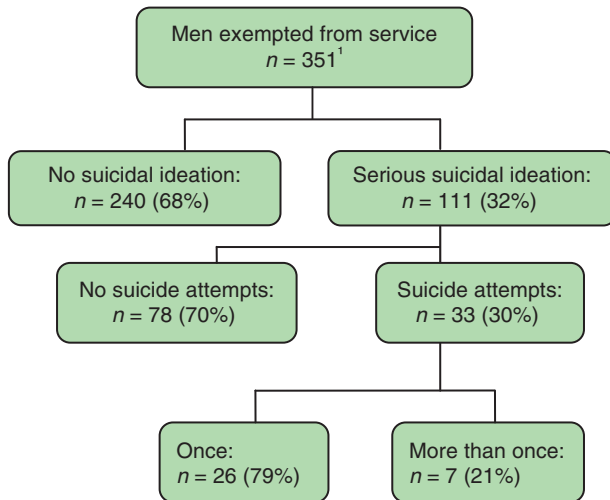 Men exempted from service
n = 351¹
No suicidal ideation:
n = 240 (68%)
Serious suicidal ideation:
n = 111 (32%)
No suicide attempts:
n = 78 (70%)
Suicide attempts:
n = 33 (30%)
Once:
n = 26 (79%)
More than once:
n = 7 (21%)